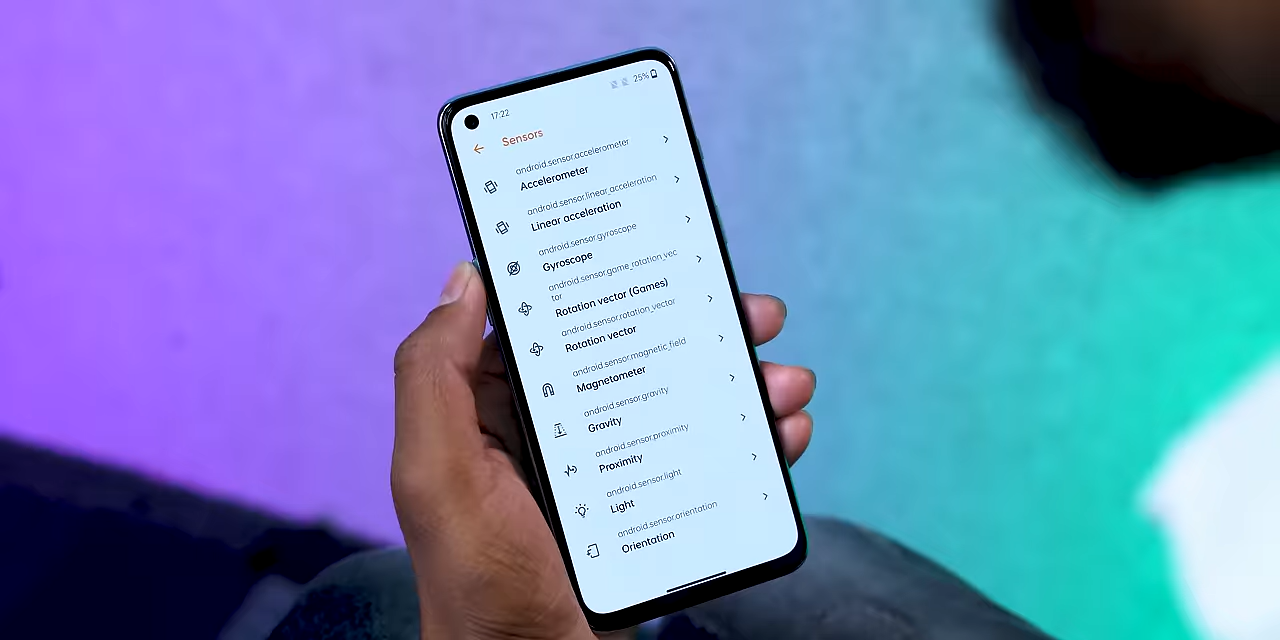 17:22
25%
Sensors
android.sensor.accelerometer
Accelerometer
android.sensor.linear_acceleration
Linear acceleration
android.sensor.gyroscope
Gyroscope
android.sensor.game_rotation_vec
tor
Rotation vector (Games)
android.sensor.rotation_vector
Rotation vector
android.sensor.magnetic_field
Magnetometer
android.sensor.gravity
Gravity
android.sensor.proximity
Proximity
android.sensor.light
Light
android.sensor.orientation
Orientation